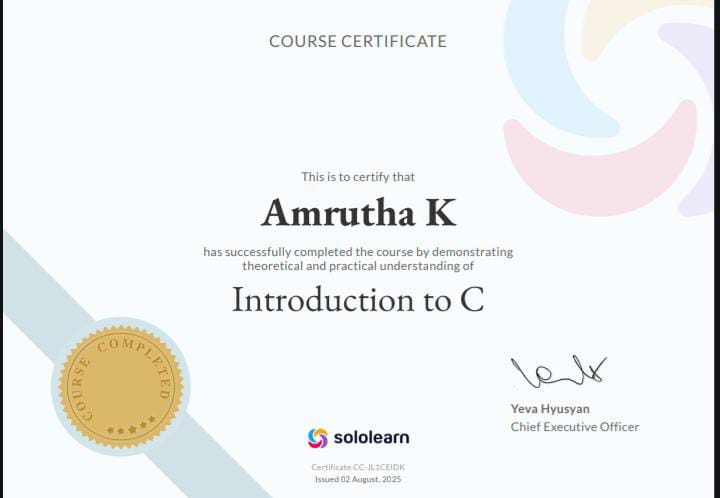 COURSE CERTIFICATE
This is to certify that
Amrutha K
has successfully completed the course by demonstrating
theoretical and practical understanding of
Introduction to C
COURSE COMPLETED
Yeva Hyusyan
Chief Executive Officer
sololearn
Certificate CC-JL1CEIDK
Issued 02 August, 2025